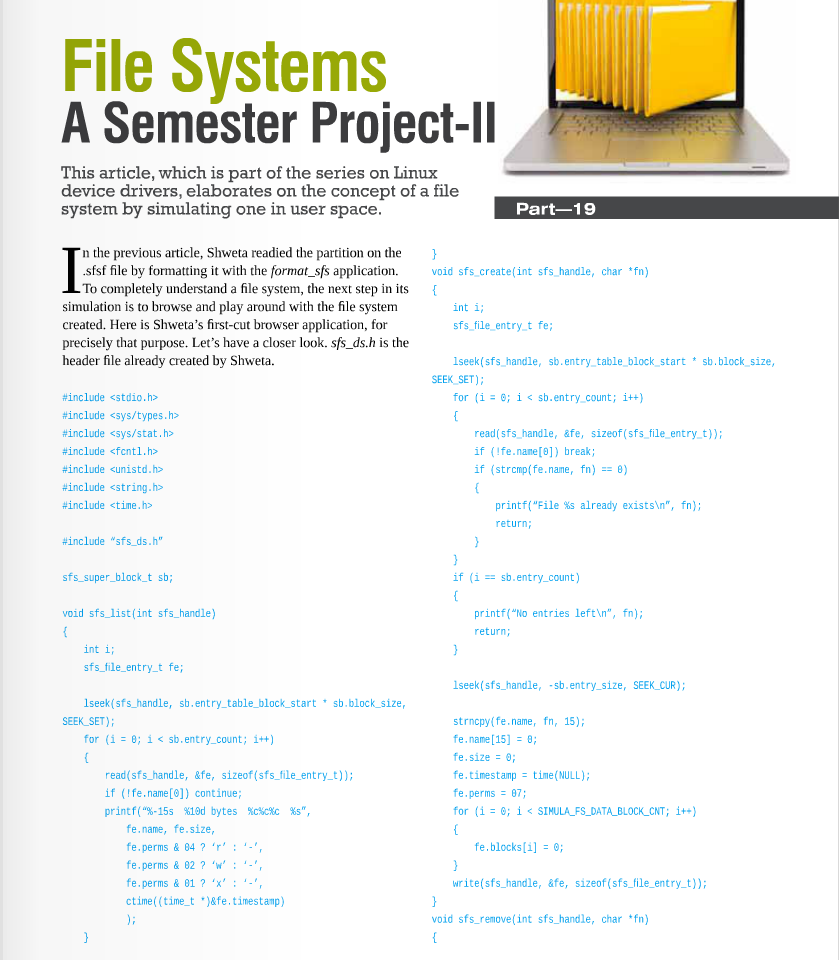 File Systems
A Semester Project-II
This article, which is part of the series on Linux
device drivers, elaborates on the concept of a file
system by simulating one in user space.
Part—19
In the previous article, Shweta readied the partition on the
.sfsf file by formatting it with the format_sfs application.
To completely understand a file system, the next step in its
simulation is to browse and play around with the file system
created. Here is Shweta’s first-cut browser application, for
precisely that purpose. Let’s have a closer look. sfs_ds.h is the
header file already created by Shweta.
#include <stdio.h>
#include <sys/types.h>
#include <sys/stat.h>
#include <fcntl.h>
#include <unistd.h>
#include <string.h>
#include <time.h>
#include “sfs_ds.h”
sfs_super_block_t sb;
void sfs_list(int sfs_handle)
{
    int i;
    sfs_file_entry_t fe;
    lseek(sfs_handle, sb.entry_table_block_start * sb.block_size,
SEEK_SET);
    for (i = 0; i < sb.entry_count; i++)
    {
        read(sfs_handle, &fe, sizeof(sfs_file_entry_t));
        if (!fe.name[0]) continue;
        printf(“%-15s  %10d bytes  %c%c%c  %s”,
            fe.name, fe.size,
            fe.perms & 04 ? ‘r’ : ‘-’,
            fe.perms & 02 ? ‘w’ : ‘-’,
            fe.perms & 01 ? ‘x’ : ‘-’,
            ctime((time_t *)&fe.timestamp)
            );
    }
}
void sfs_create(int sfs_handle, char *fn)
{
    int i;
    sfs_file_entry_t fe;
    lseek(sfs_handle, sb.entry_table_block_start * sb.block_size,
SEEK_SET);
    for (i = 0; i < sb.entry_count; i++)
    {
        read(sfs_handle, &fe, sizeof(sfs_file_entry_t));
        if (!fe.name[0]) break;
        if (strcmp(fe.name, fn) == 0)
        {
            printf(“File %s already exists\n”, fn);
            return;
        }
    }
    if (i == sb.entry_count)
    {
        printf(“No entries left\n”, fn);
        return;
    }
    lseek(sfs_handle, -sb.entry_size, SEEK_CUR);
    strncpy(fe.name, fn, 15);
    fe.name[15] = 0;
    fe.size = 0;
    fe.timestamp = time(NULL);
    fe.perms = 07;
    for (i = 0; i < SIMULA_FS_DATA_BLOCK_CNT; i++)
    {
        fe.blocks[i] = 0;
    }
    write(sfs_handle, &fe, sizeof(sfs_file_entry_t));
}
void sfs_remove(int sfs_handle, char *fn)
{